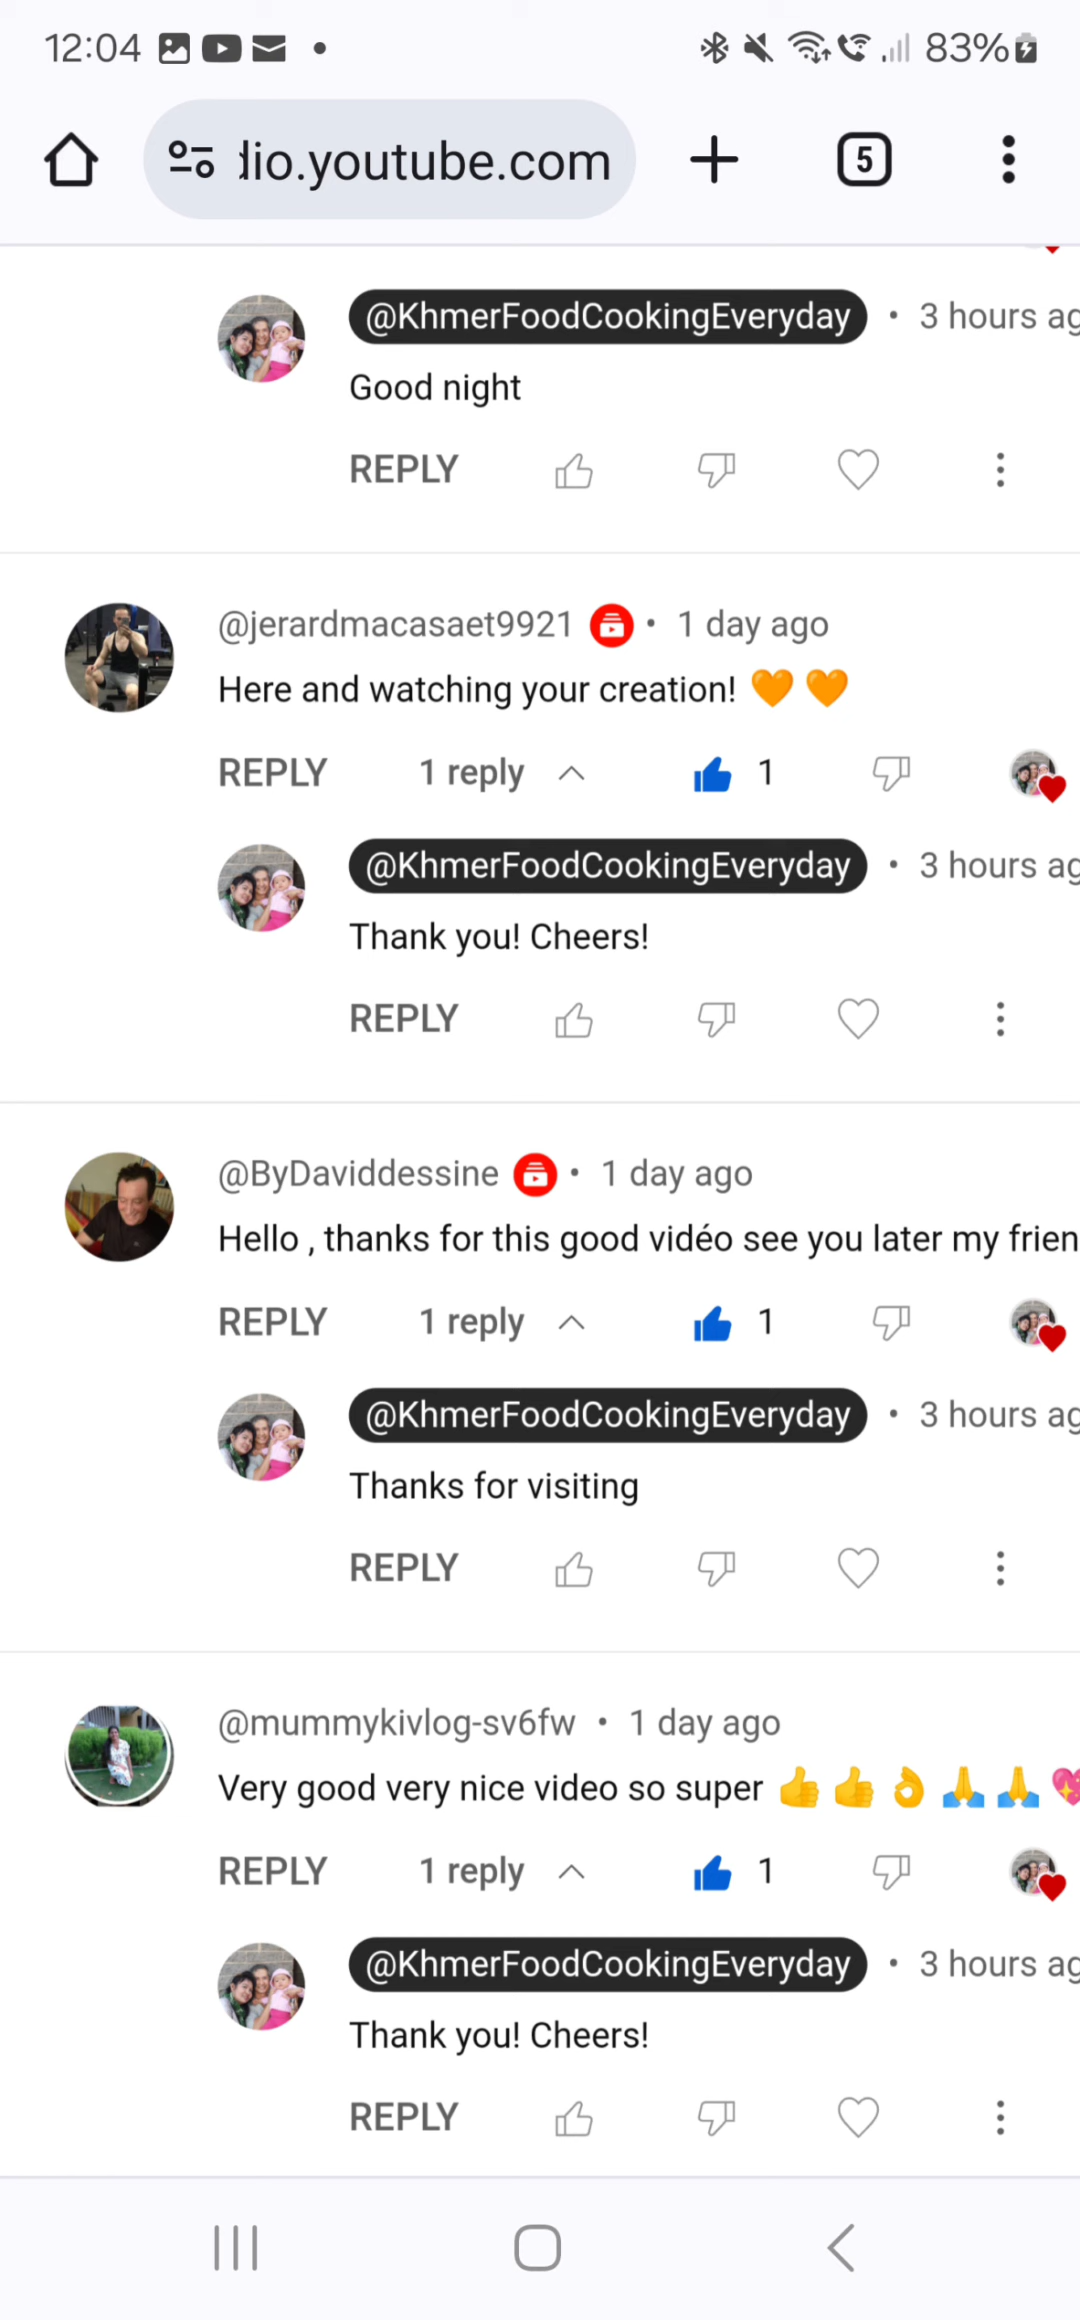 12:04
83%
dio.youtube.com
5
@KhmerFoodCookingEveryday • 3 hours ag
Good night
REPLY
@jerardmacasaet9921 • 1 day ago
Here and watching your creation! 🧡 🧡
REPLY 1 reply 1
@KhmerFoodCookingEveryday • 3 hours ag
Thank you! Cheers!
REPLY
@ByDaviddessine • 1 day ago
Hello , thanks for this good vidéo see you later my frien
REPLY 1 reply 1
@KhmerFoodCookingEveryday • 3 hours ag
Thanks for visiting
REPLY
@mummykivlog-sv6fw • 1 day ago
Very good very nice video so super 👍 👍 👌 🙏 🙏 💖
REPLY 1 reply 1
@KhmerFoodCookingEveryday • 3 hours ag
Thank you! Cheers!
REPLY